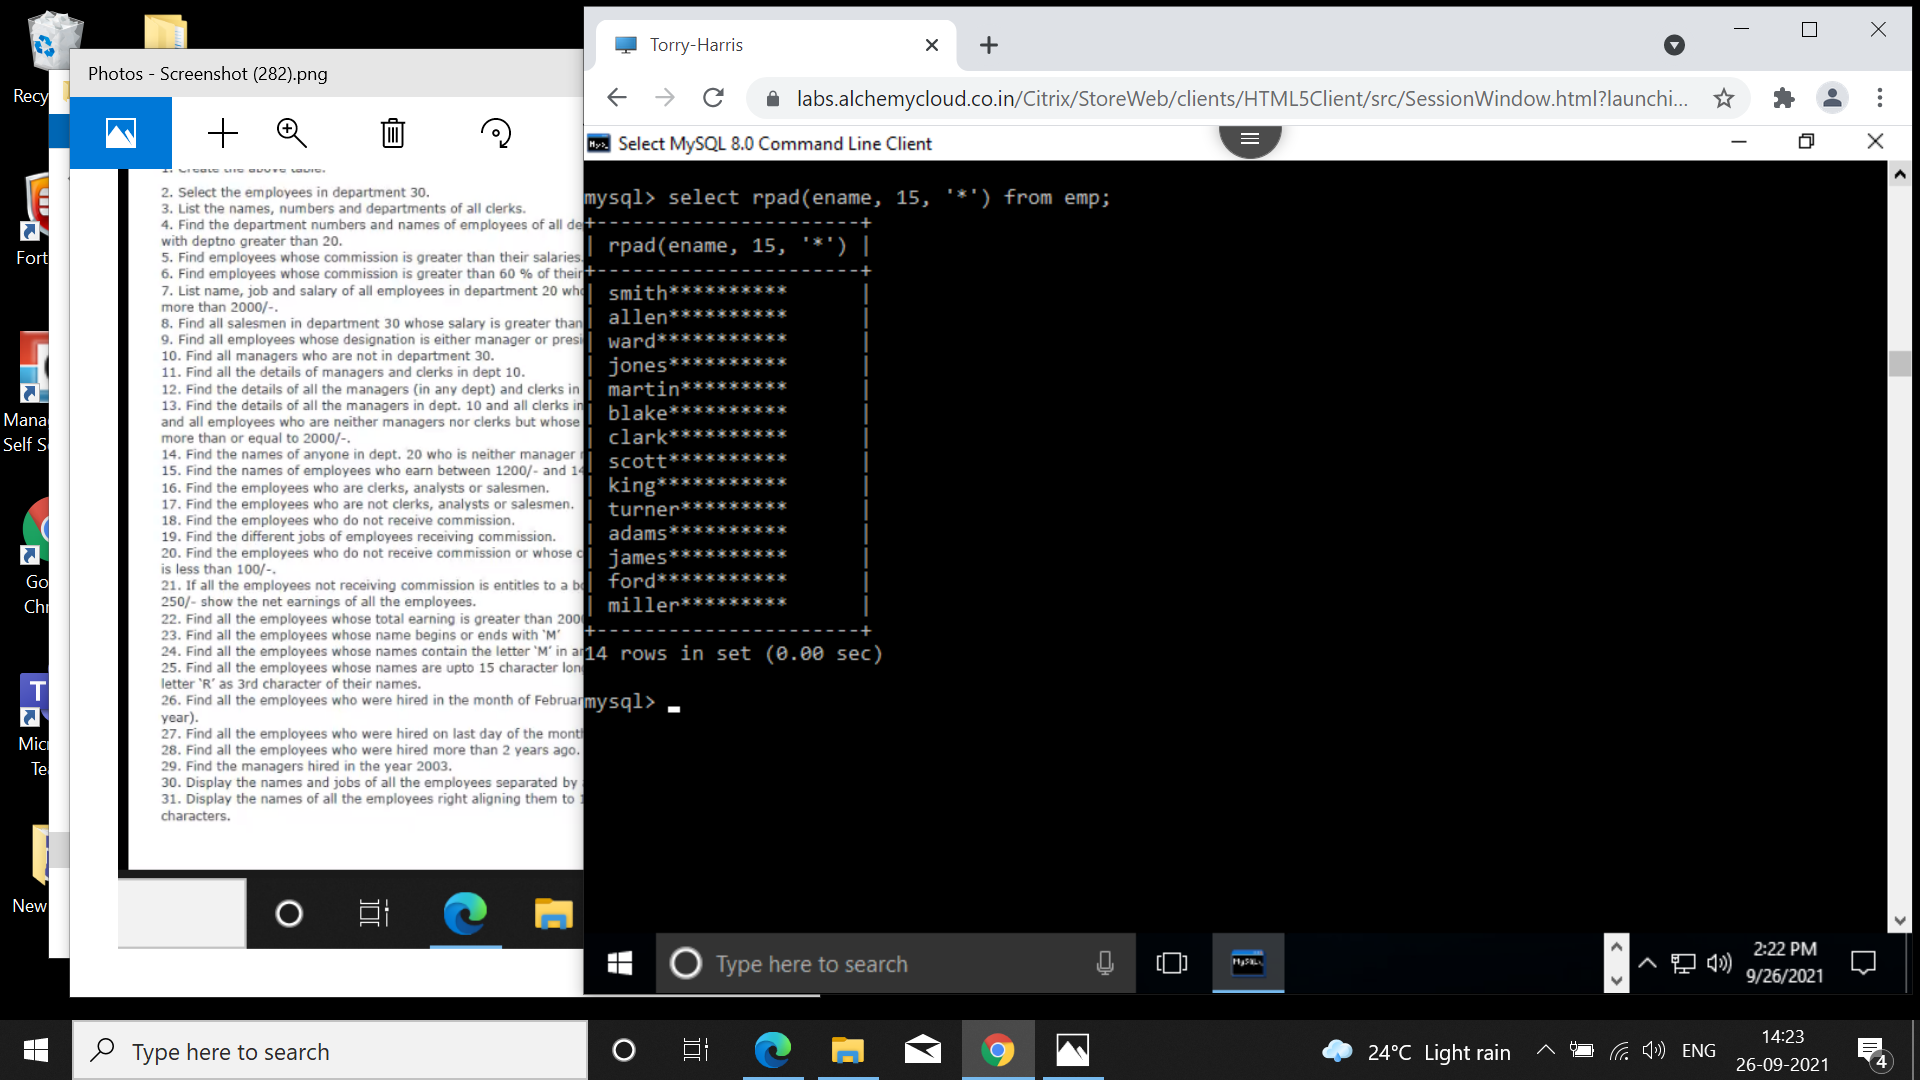 Recy
Fort
Mana
Self S
Go
Chr
Mic
Tea
New
Photos - Screenshot (282).png
1. Create the above table.
2. Select the employees in department 30.
3. List the names, numbers and departments of all clerks.
4. Find the department numbers and names of employees of all de
with deptno greater than 20.
5. Find employees whose commission is greater than their salaries.
6. Find employees whose commission is greater than 60 % of their
7. List name, job and salary of all employees in department 20 who
more than 2000/-.
8. Find all salesmen in department 30 whose salary is greater than
9. Find all employees whose designation is either manager or presi
10. Find all managers who are not in department 30.
11. Find all the details of managers and clerks in dept 10.
12. Find the details of all the managers (in any dept) and clerks in
13. Find the details of all the managers in dept. 10 and all clerks in
and all employees who are neither managers nor clerks but whose
more than or equal to 2000/-.
14. Find the names of anyone in dept. 20 who is neither manager
15. Find the names of employees who earn between 1200/- and 14
16. Find the employees who are clerks, analysts or salesmen.
17. Find the employees who are not clerks, analysts or salesmen.
18. Find the employees who do not receive commission.
19. Find the different jobs of employees receiving commission.
20. Find the employees who do not receive commission or whose c
is less than 100/-.
21. If all the employees not receiving commission is entitles to a bo
250/- show the net earnings of all the employees.
22. Find all the employees whose total earning is greater than 200
23. Find all the employees whose name begins or ends with ‘M’
24. Find all the employees whose names contain the letter ‘M’ in an
25. Find all the employees whose names are upto 15 character lon
letter ‘R’ as 3rd character of their names.
26. Find all the employees who were hired in the month of Februar
year).
27. Find all the employees who were hired on last day of the month
28. Find all the employees who were hired more than 2 years ago.
29. Find the managers hired in the year 2003.
30. Display the names and jobs of all the employees separated by
31. Display the names of all the employees right aligning them to 1
characters.
Torry-Harris
labs.alchemycloud.co.in/Citrix/StoreWeb/clients/HTML5Client/src/SessionWindow.html?launchi...
Select MySQL 8.0 Command Line Client
mysql> select rpad(ename, 15, '*') from emp;
+----------------------+
| rpad(ename, 15, '*') |
+----------------------+
| smith**********      |
| allen**********      |
| ward***********      |
| jones**********      |
| martin*********      |
| blake**********      |
| clark**********      |
| scott**********      |
| king***********      |
| turner*********      |
| adams**********      |
| james**********      |
| ford***********      |
| miller*********      |
+----------------------+
14 rows in set (0.00 sec)
mysql>
Type here to search
2:22 PM
9/26/2021
Type here to search
24°C Light rain
ENG
14:23
26-09-2021
4